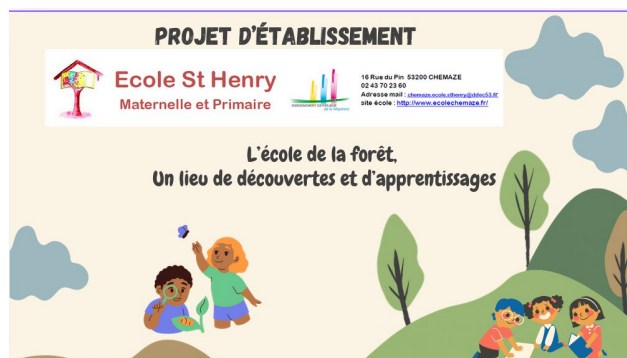 PROJET D'ÉTABLISSEMENT
Ecole St Henry
Maternelle et Primaire
16 Rue du Pin 53200 CHEMAZE
02 43 70 23 60
Adresse mail : chemaze.ecole.sthenry@ddec53.fr
site école : http://www.ecolechemaze.fr/
L'école de la forêt,
Un lieu de découvertes et d'apprentissages